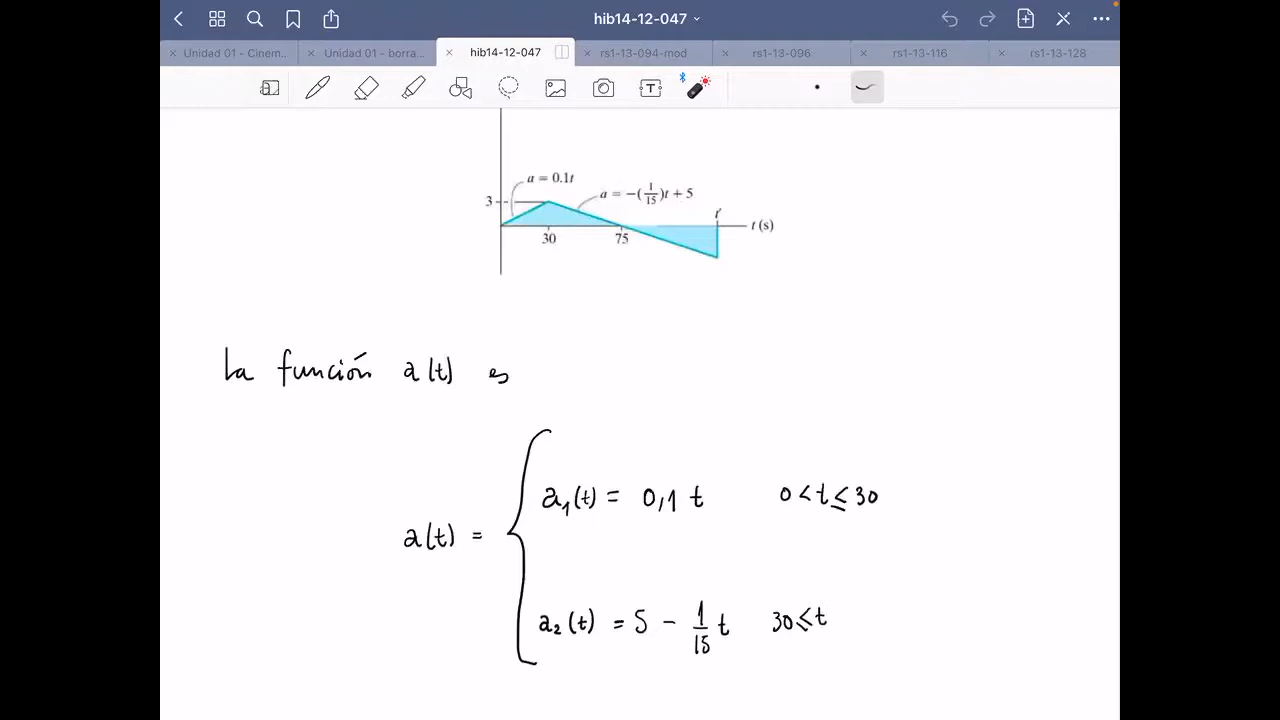 hib14-12-047
Unidad 01 - Cinem...
Unidad 01 - borra...
hib14-12-047
rs1-13-094-mod
rs1-13-096
rs1-13-116
rs1-13-128
T
a = 0.1t
a = −(1/15)t + 5
3
t′
t (s)
30
75
La función a(t) es
a₁(t) = 0,1 t 0 < t ≤ 30
a(t) =
a₂(t) = 5 − 1/15 t 30 ≤ t